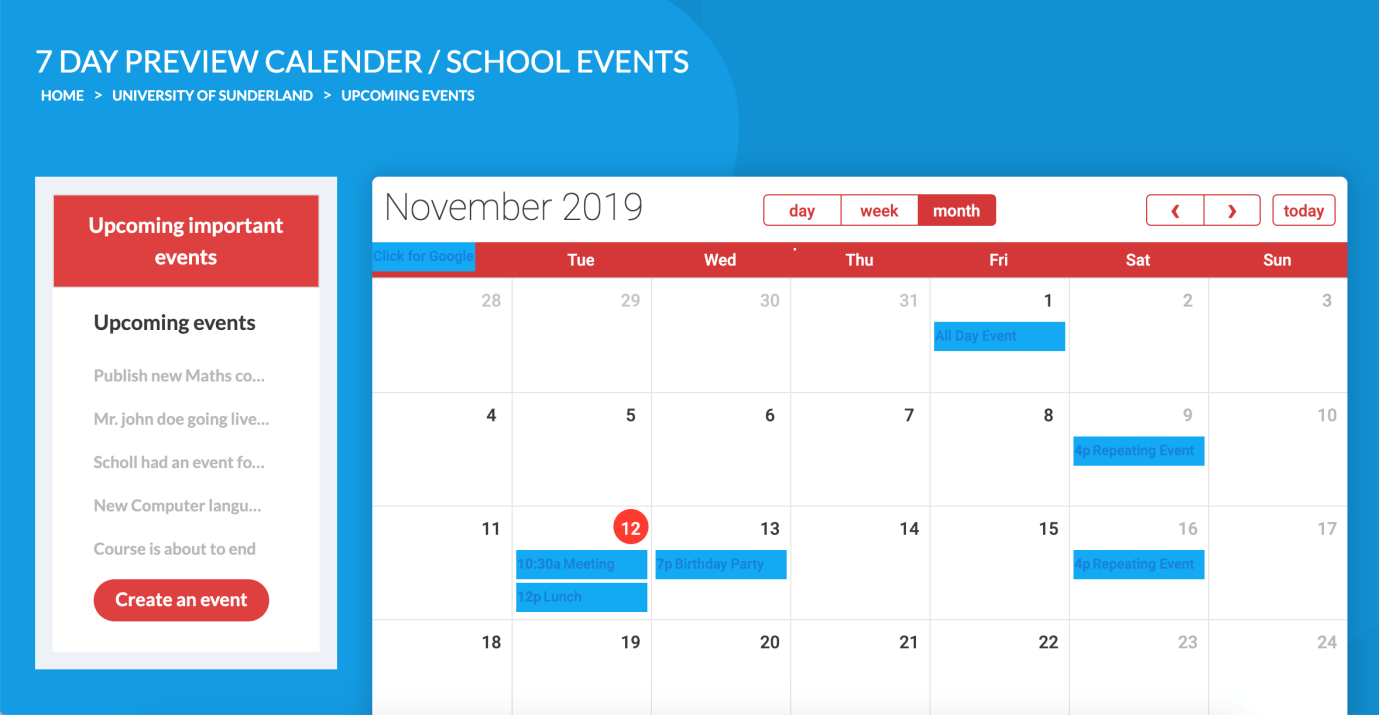 7 DAY PREVIEW CALENDER / SCHOOL EVENTS
HOME > UNIVERSITY OF SUNDERLAND > UPCOMING EVENTS
Upcoming important
events
Upcoming events
Publish new Maths co...
Mr. john doe going live...
Scholl had an event fo...
New Computer langu...
Course is about to end
Create an event
November 2019
day week month
❮ ❯ today
Click for Google Tue Wed Thu Fri Sat Sun
28 29 30 31 1 2 3
All Day Event
4 5 6 7 8 9 10
4p Repeating Event
11 12 13 14 15 16 17
10:30a Meeting 7p Birthday Party 4p Repeating Event
12p Lunch
18 19 20 21 22 23 24